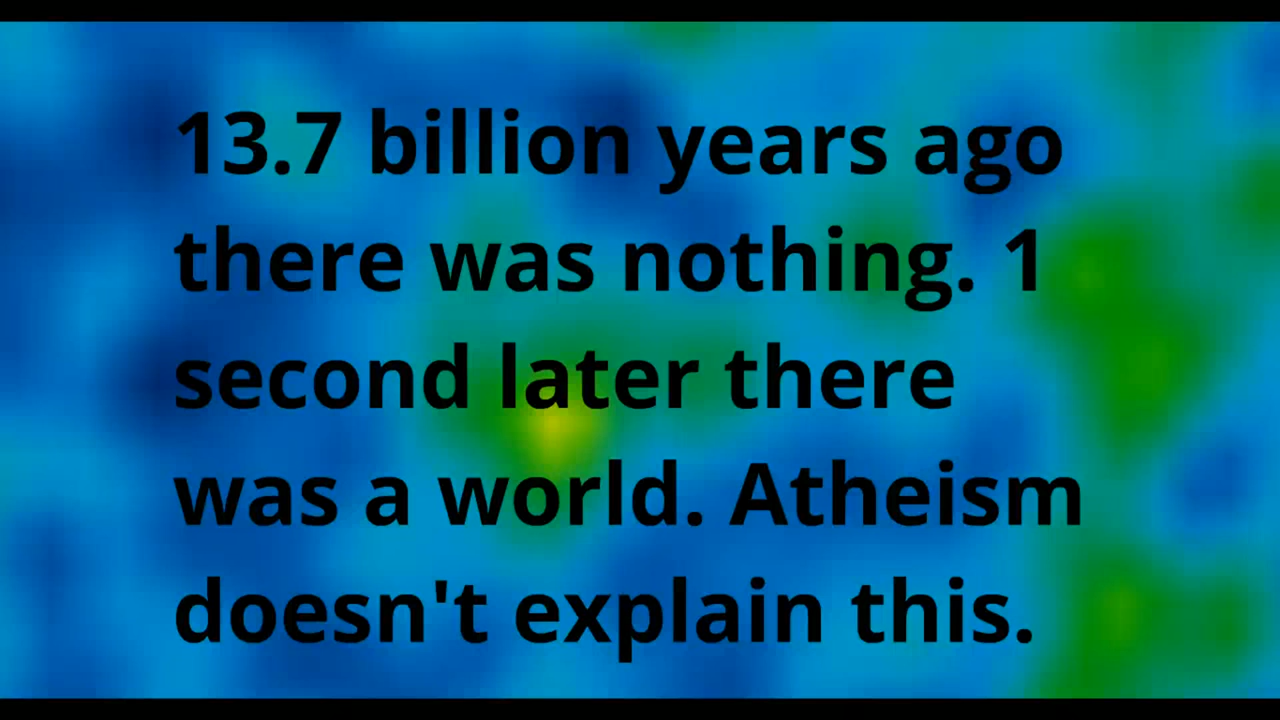 13.7 billion years ago
there was nothing. 1
second later there
was a world. Atheism
doesn't explain this.